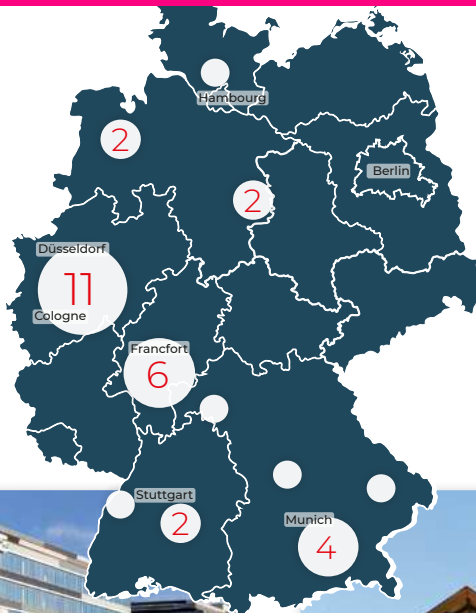 Hambourg
2
Berlin
2
Düsseldorf
11
Cologne
Francfort
6
Stuttgart
2
Munich
4